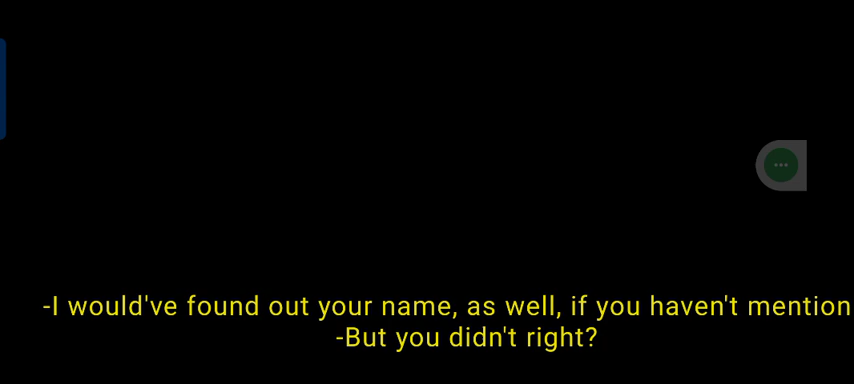 -I would've found out your name, as well, if you haven't mention
-But you didn't right?